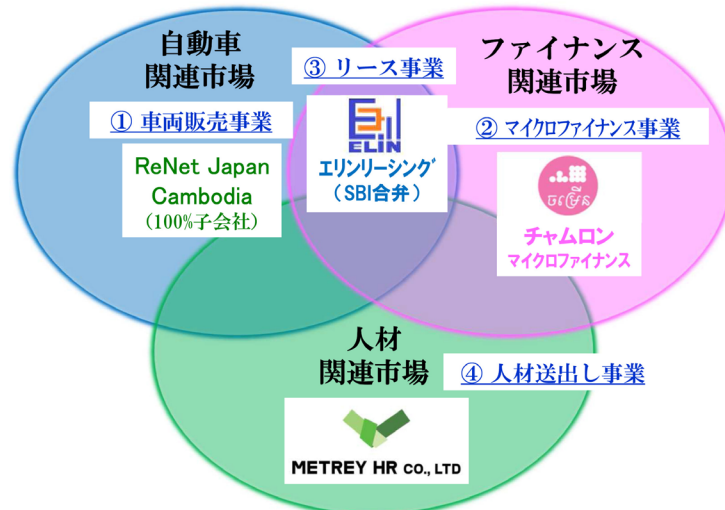 自動車
関連市場
① 車両販売事業
ReNet Japan
Cambodia
(100%子会社)
③ リース事業
ELIN
エリンリーシング
(SBI合弁)
ファイナンス
関連市場
② マイクロファイナンス事業
ចម្រើន
チャムロン
マイクロファイナンス
人材
関連市場
④ 人材送出し事業
METREY HR CO., LTD